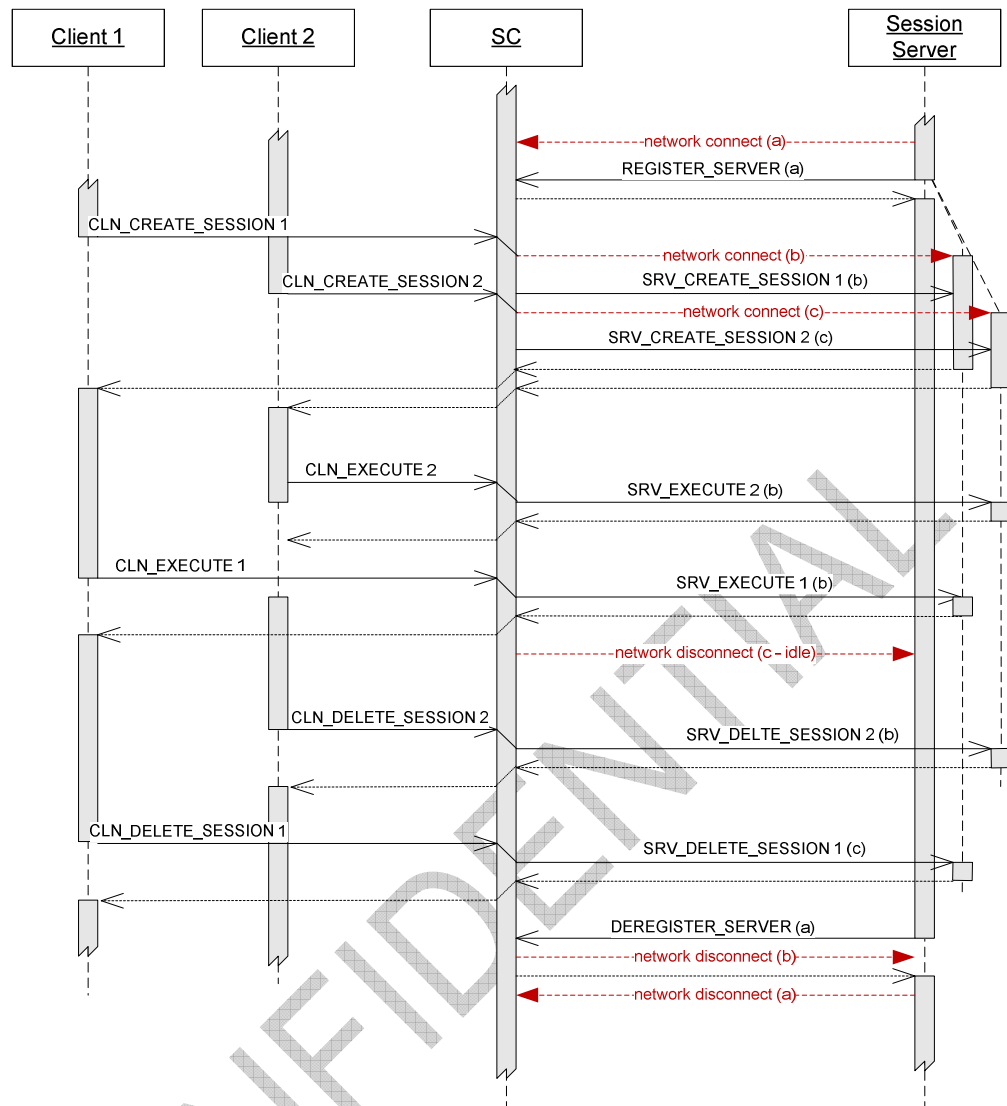 Client 1
Client 2
SC
Session
Server
network connect (a)
REGISTER_SERVER (a)
CLN_CREATE_SESSION 1
network connect (b)
CLN_CREATE_SESSION 2
SRV_CREATE_SESSION 1 (b)
network connect (c)
SRV_CREATE_SESSION 2 (c)
CLN_EXECUTE 2
SRV_EXECUTE 2 (b)
CLN_EXECUTE 1
SRV_EXECUTE 1 (b)
network disconnect (c - idle)
CLN_DELETE_SESSION 2
SRV_DELTE_SESSION 2 (b)
CLN_DELETE_SESSION 1
SRV_DELETE_SESSION 1 (c)
DEREGISTER_SERVER (a)
network disconnect (b)
network disconnect (a)
ONFIDENTIAL